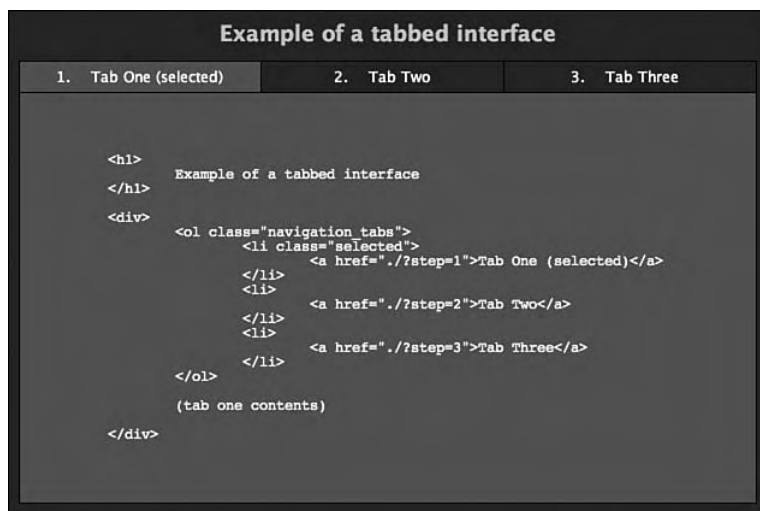 Example of a tabbed interface
1. Tab One (selected) 2. Tab Two 3. Tab Three
<h1>
Example of a tabbed interface
</h1>
<div>
<ol class="navigation_tabs">
<li class="selected">
<a href="./?step=1">Tab One (selected)</a>
</li>
<li>
<a href="./?step=2">Tab Two</a>
</li>
<li>
<a href="./?step=3">Tab Three</a>
</li>
</ol>
(tab one contents)
</div>